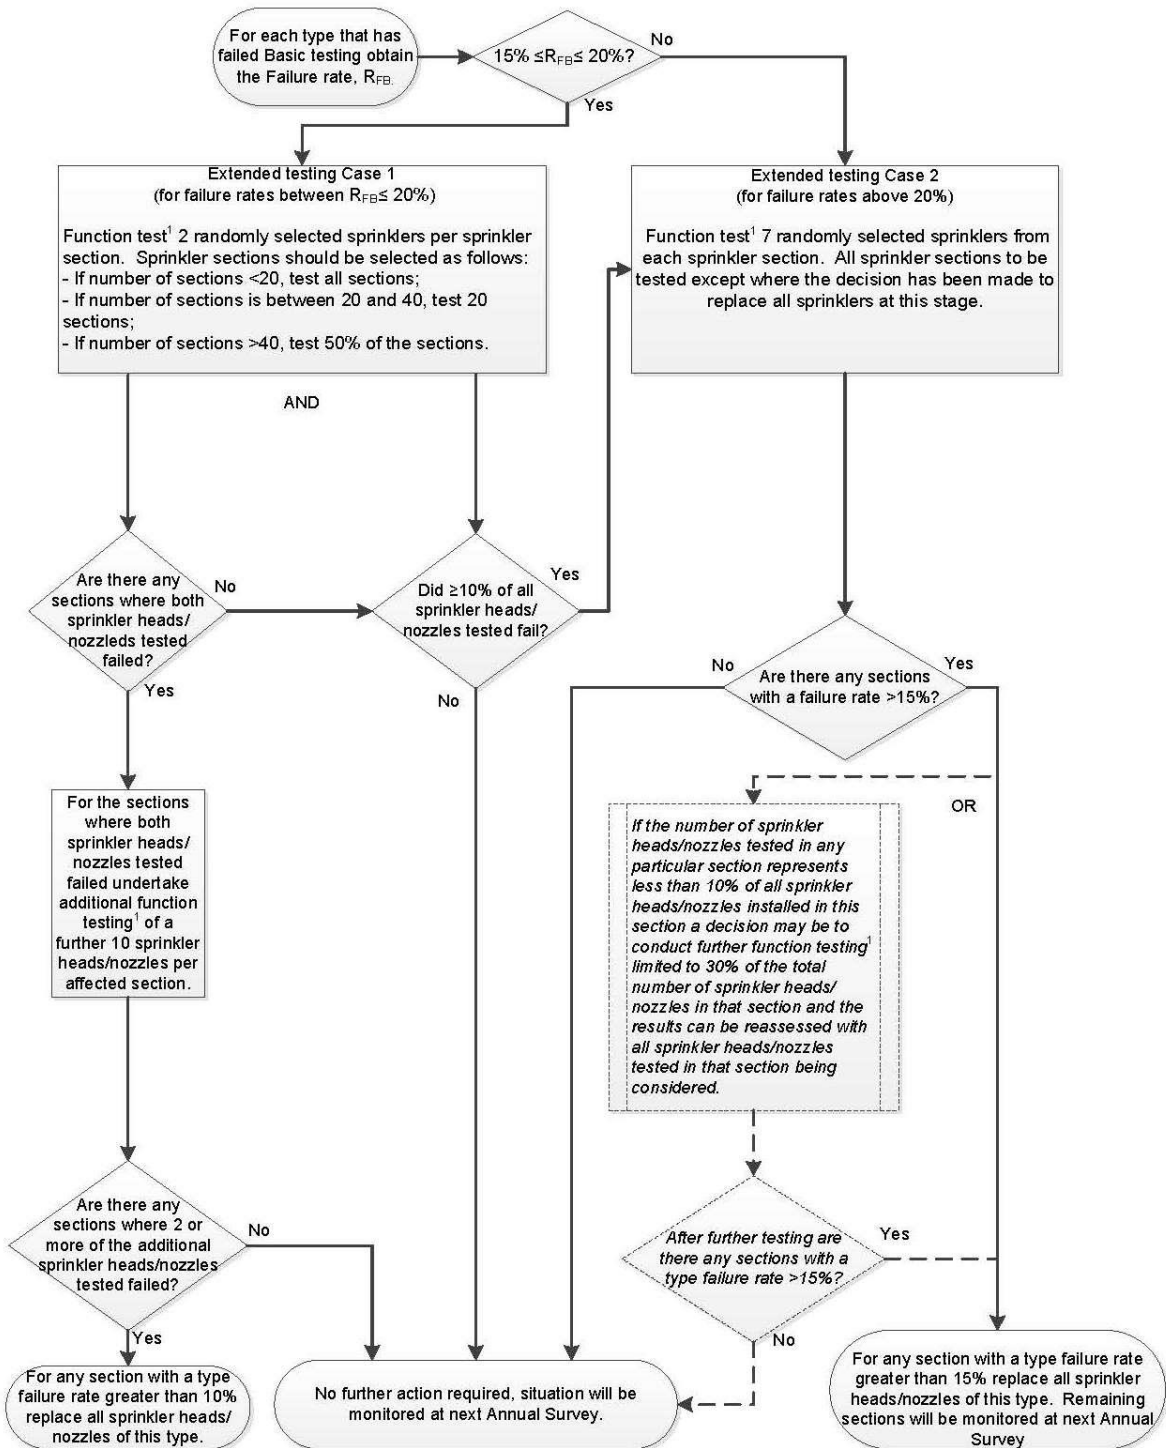 For each type that has
failed Basic testing obtain
the Failure rate, RFB.
15% ≤RFB≤ 20%?
No
Yes
Extended testing Case 1
(for failure rates between RFB≤ 20%)
Function test1 2 randomly selected sprinklers per sprinkler
section. Sprinkler sections should be selected as follows:
- If number of sections <20, test all sections;
- If number of sections is between 20 and 40, test 20
sections;
- If number of sections >40, test 50% of the sections.
Extended testing Case 2
(for failure rates above 20%)
Function test1 7 randomly selected sprinklers from
each sprinkler section. All sprinkler sections to be
tested except where the decision has been made to
replace all sprinklers at this stage.
AND
Are there any
sections where both
sprinkler heads/
nozzleds tested
failed?
No
Yes
Did ≥10% of all
sprinkler heads/
nozzles tested fail?
Yes
No
Are there any sections
with a failure rate >15%?
No
Yes
For the sections
where both
sprinkler heads/
nozzles tested
failed undertake
additional function
testing1 of a
further 10 sprinkler
heads/nozzles per
affected section.
OR
If the number of sprinkler
heads/nozzles tested in any
particular section represents
less than 10% of all sprinkler
heads/nozzles installed in this
section a decision may be to
conduct further function testing1
limited to 30% of the total
number of sprinkler heads/
nozzles in that section and the
results can be reassessed with
all sprinkler heads/nozzles
tested in that section being
considered.
Are there any
sections where 2 or
more of the additional
sprinkler heads/nozzles
tested failed?
No
Yes
After further testing are
there any sections with a
type failure rate >15%?
Yes
No
For any section with a type
failure rate greater than 10%
replace all sprinkler heads/
nozzles of this type.
No further action required, situation will be
monitored at next Annual Survey.
For any section with a type failure rate
greater than 15% replace all sprinkler
heads/nozzles of this type. Remaining
sections will be monitored at next Annual
Survey